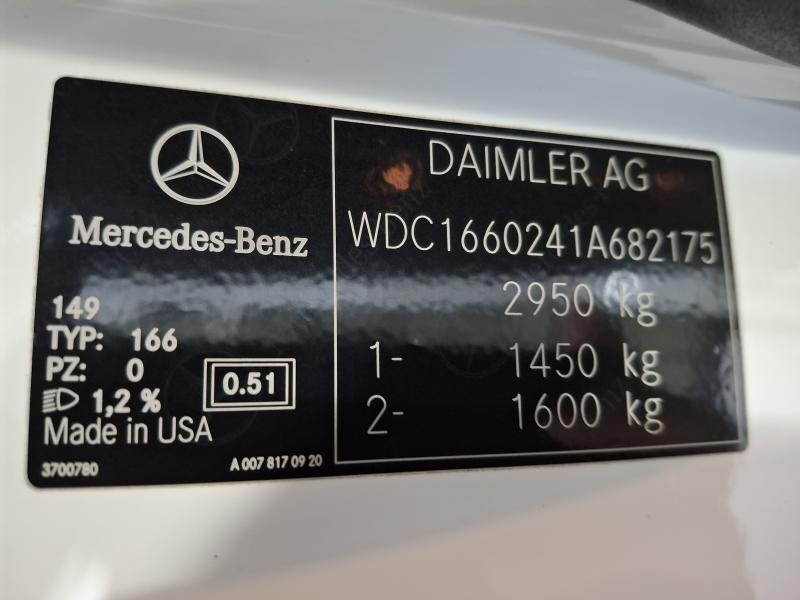 Mercedes-Benz
149
TYP: 166
PZ: 0
1,2 %
0.51
Made in USA
3700780
A 007 817 09 20
DAIMLER AG
WDC1660241A682175
2950 kg
1- 1450 kg
2- 1600 kg